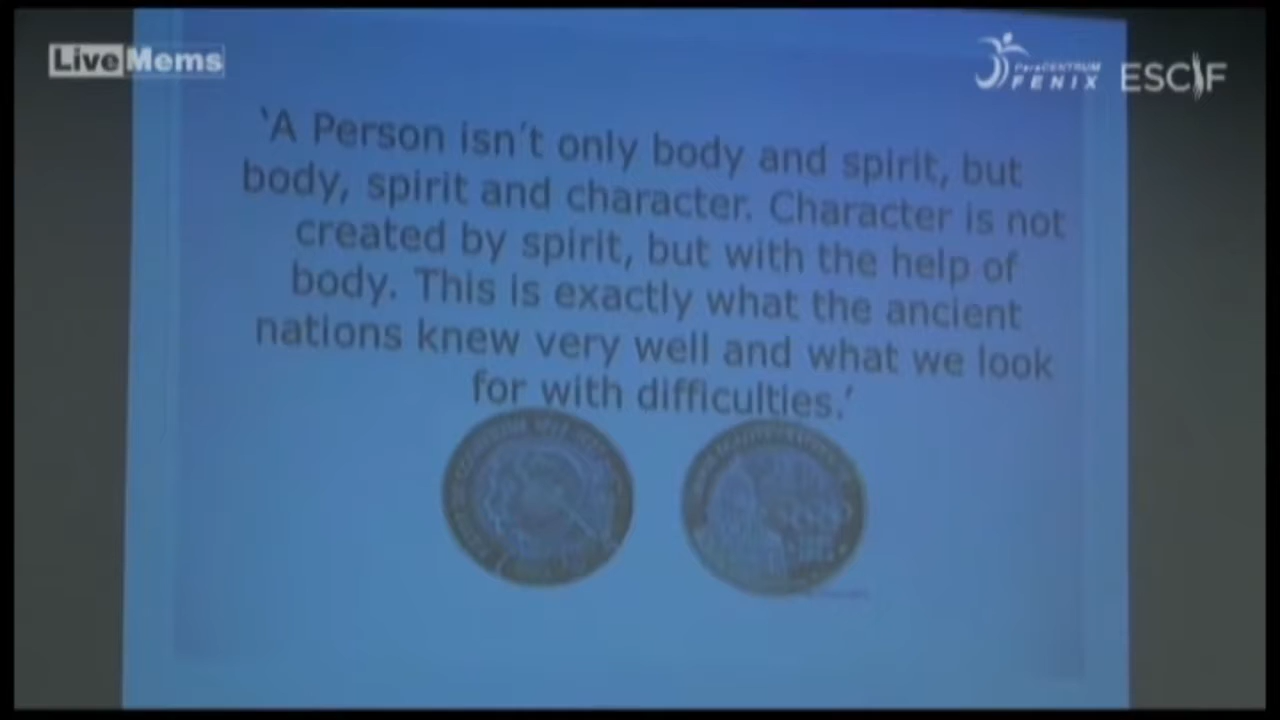 LiveMems
ParaCENTRUM
FENIX
ESCIF
‘A Person isn’t only body and spirit, but
body, spirit and character. Character is not
created by spirit, but with the help of
body. This is exactly what the ancient
nations knew very well and what we look
for with difficulties.’